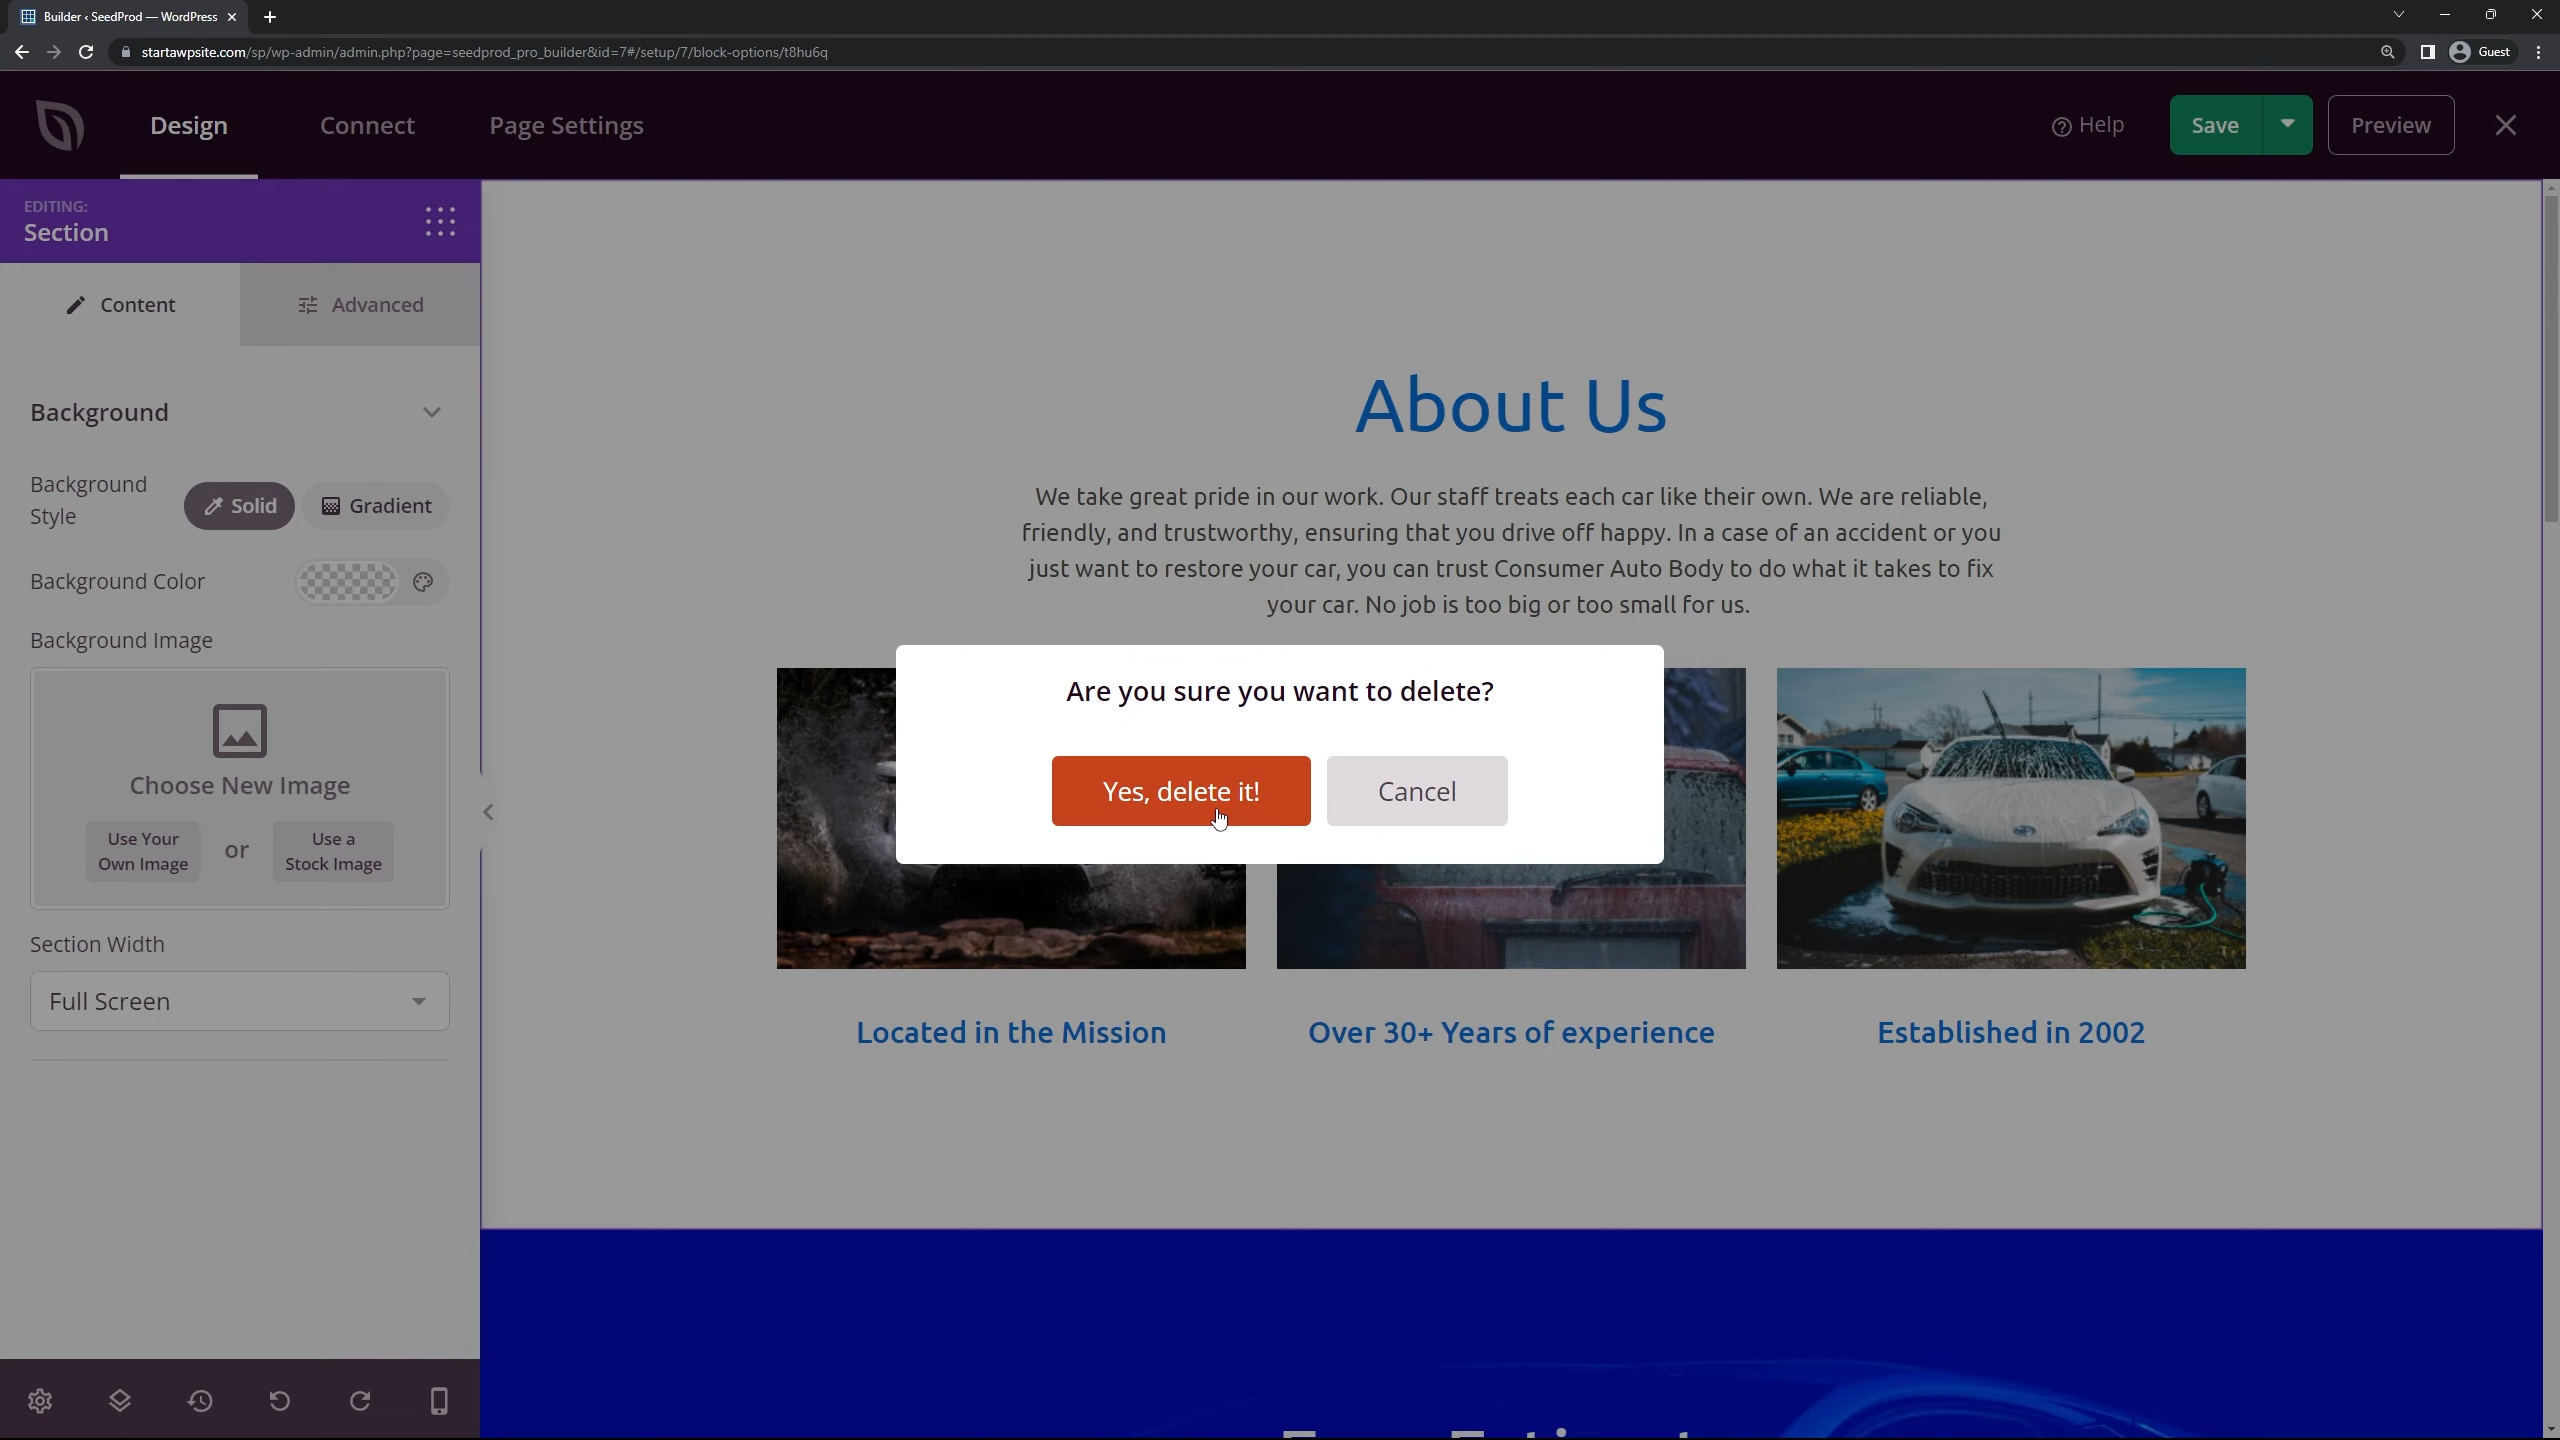 Builder ‹ SeedProd — WordPress
startawpsite.com/sp/wp-admin/admin.php?page=seedprod_pro_builder&id=7#/setup/7/block-options/t8hu6q
Guest
Design
Connect
Page Settings
Help
Save
Preview
EDITING:
Section
Content
Advanced
Background
Background
Style
Solid
Gradient
Background Color
Background Image
Choose New Image
Use Your
Own Image
or
Use a
Stock Image
Section Width
Full Screen
About Us
We take great pride in our work. Our staff treats each car like their own. We are reliable,
friendly, and trustworthy, ensuring that you drive off happy. In a case of an accident or you
just want to restore your car, you can trust Consumer Auto Body to do what it takes to fix
your car. No job is too big or too small for us.
Are you sure you want to delete?
Yes, delete it!
Cancel
Located in the Mission
Over 30+ Years of experience
Established in 2002